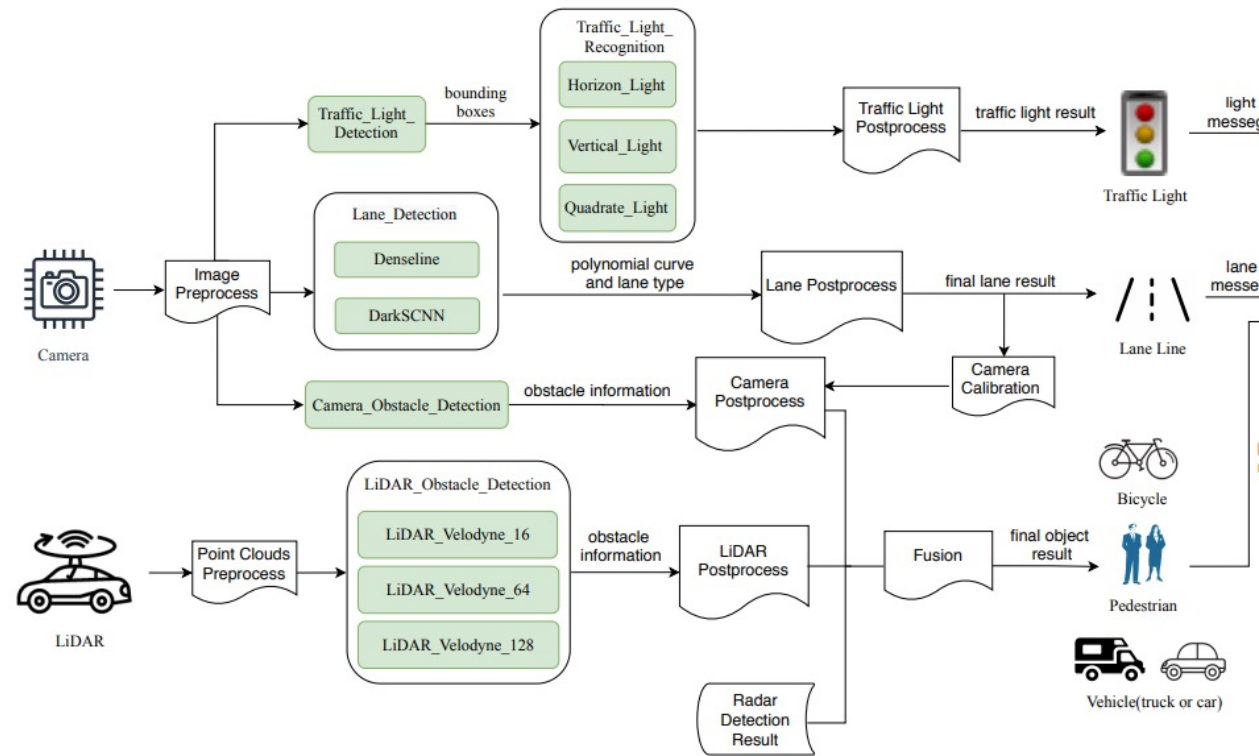 Traffic_Light_
Recognition
Horizon_Light
Vertical_Light
Quadrate_Light
Traffic_Light_
Detection
bounding
boxes
Traffic Light
Postprocess
traffic light result
Traffic Light
light
messeg
Lane_Detection
Denseline
DarkSCNN
Image
Preprocess
Camera
polynomial curve
and lane type
Lane Postprocess
final lane result
Lane Line
lane
messe
Camera
Calibration
Camera_Obstacle_Detection
obstacle information
Camera
Postprocess
Bicycle
LiDAR_Obstacle_Detection
LiDAR_Velodyne_16
LiDAR_Velodyne_64
LiDAR_Velodyne_128
Point Clouds
Preprocess
LiDAR
obstacle
information
LiDAR
Postprocess
Fusion
final object
result
Pedestrian
Vehicle(truck or car)
Radar
Detection
Result